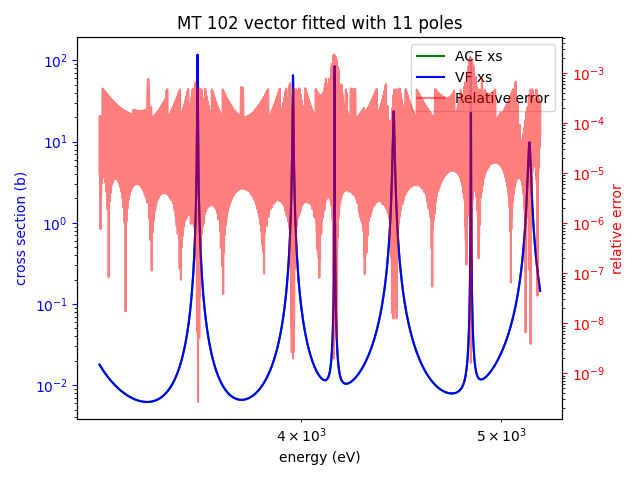 MT 102 vector fitted with 11 poles
ACE xs
VF xs
Relative error
cross section (b)
10²
10¹
10⁰
10⁻¹
10⁻²
relative error
10⁻³
10⁻⁴
10⁻⁵
10⁻⁶
10⁻⁷
10⁻⁸
10⁻⁹
4 × 10³
5 × 10³
energy (eV)